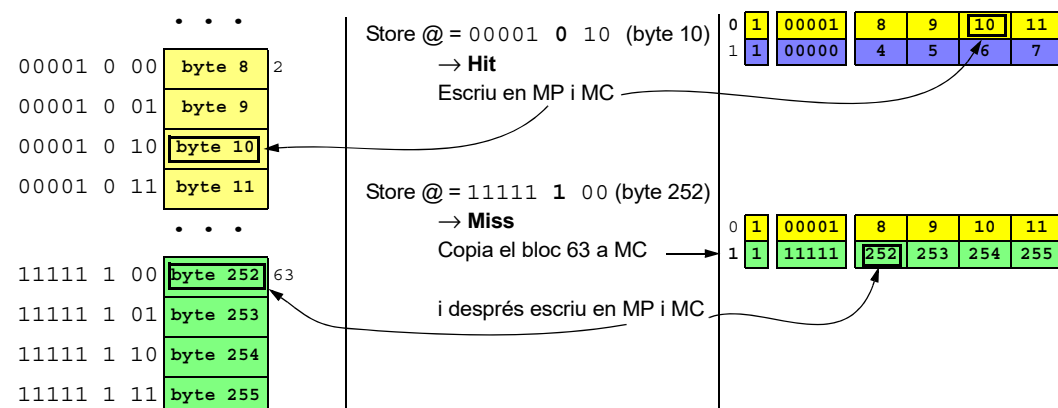 • • •
00001 0 00 byte 8 2
00001 0 01 byte 9
00001 0 10 byte 10
00001 0 11 byte 11
• • •
11111 1 00 byte 252 63
11111 1 01 byte 253
11111 1 10 byte 254
11111 1 11 byte 255
Store @ = 00001 0 10 (byte 10)
→ Hit
Escriu en MP i MC
Store @ = 11111 1 00 (byte 252)
→ Miss
Copia el bloc 63 a MC
i després escriu en MP i MC
0 1 00001 8 9 10 11
1 1 00000 4 5 6 7
0 1 00001 8 9 10 11
1 1 11111 252 253 254 255